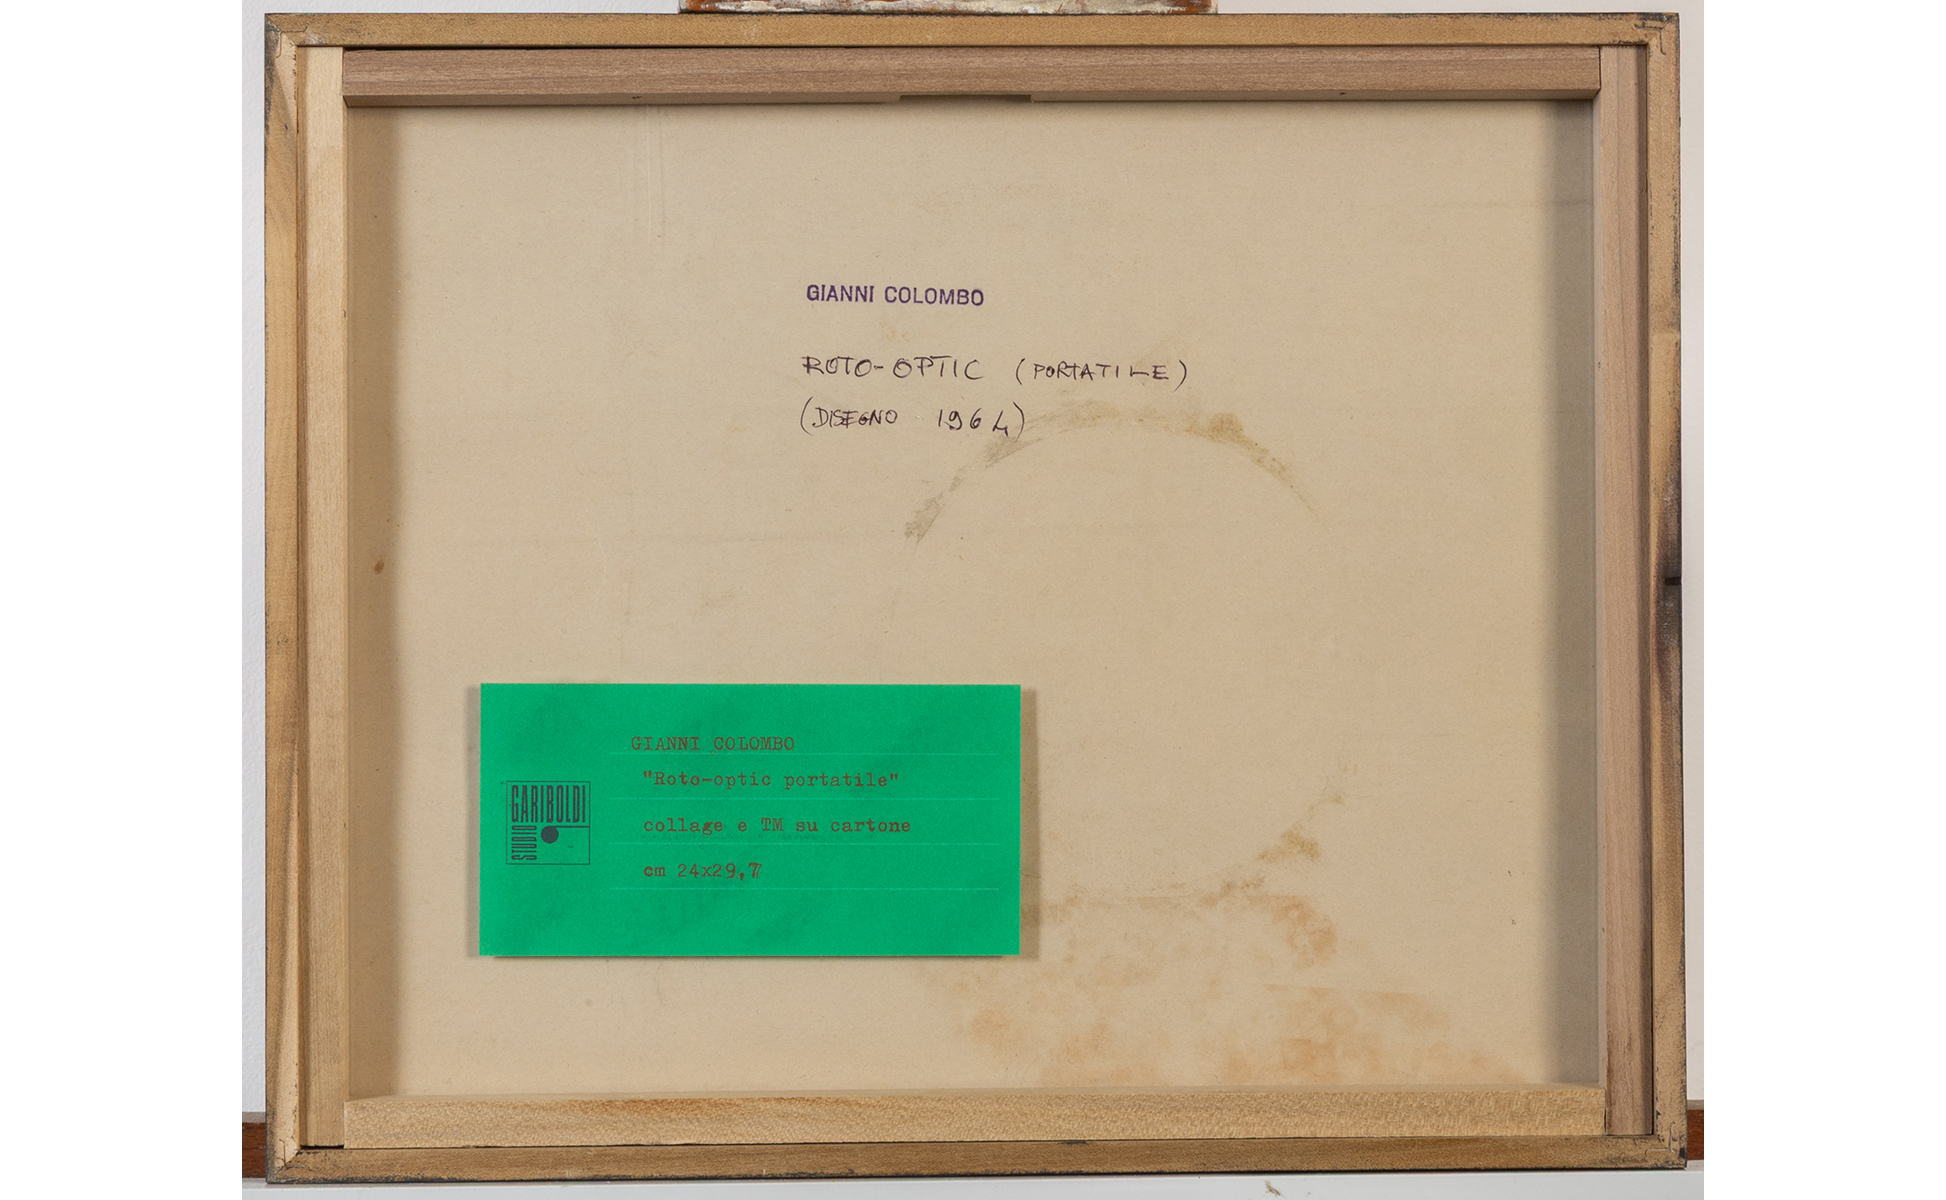 GIANNI COLOMBO
ROTO-OPTIC (PORTATILE)
(DISEGNO 1964)
GIANNI COLOMBO
"Roto-optic portatile"
collage e TM su cartone
cm 24x29,7
GARIBOLDI
STUDIO